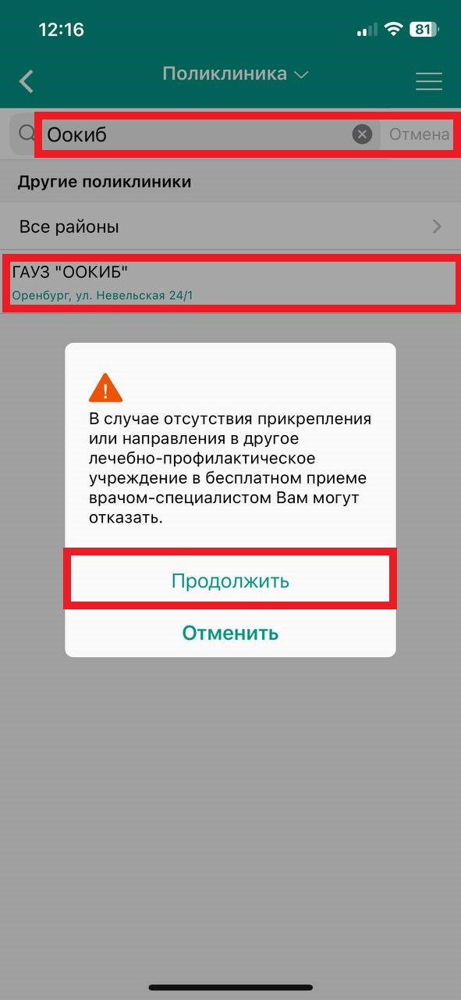 12:16
81
Поликлиника
Оокиб
Отмена
Другие поликлиники
Все районы
ГАУЗ "ООКИБ"
Оренбург, ул. Невельская 24/1
В случае отсутствия прикрепления
или направления в другое
лечебно-профилактическое
учреждение в бесплатном приеме
врачом-специалистом Вам могут
отказать.
Продолжить
Отменить